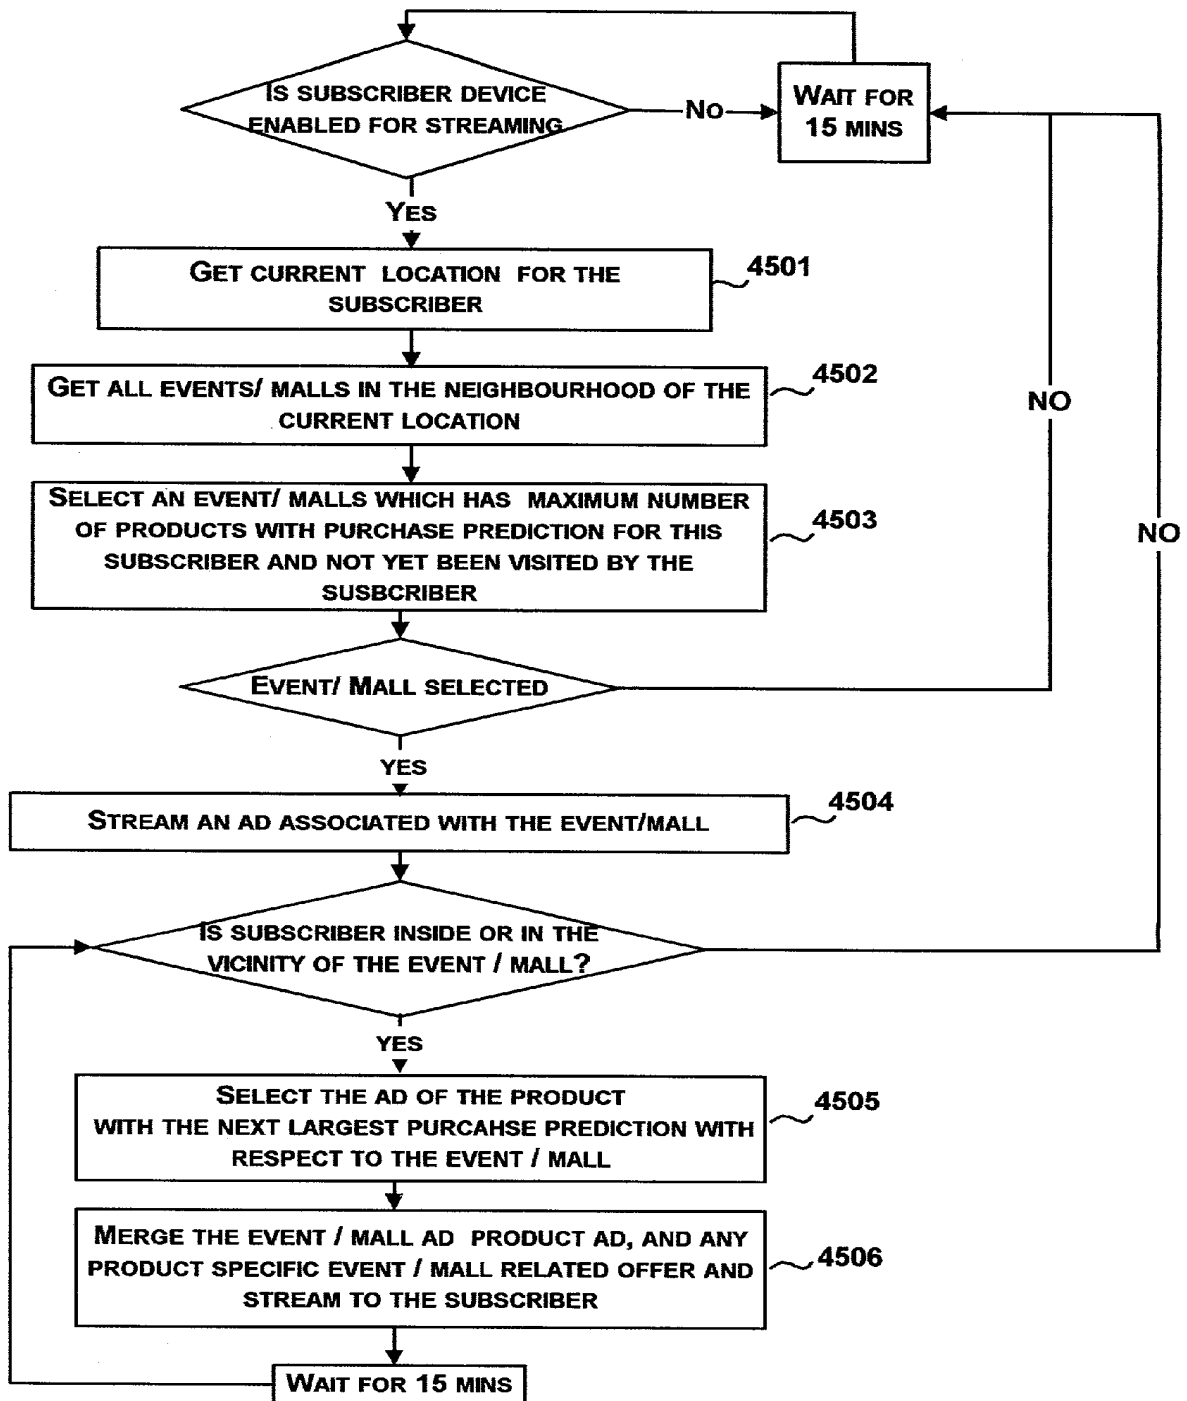 IS SUBSCRIBER DEVICE
ENABLED FOR STREAMING
NO
WAIT FOR
15 MINS
YES
GET CURRENT LOCATION FOR THE
SUBSCRIBER
4501
GET ALL EVENTS/ MALLS IN THE NEIGHBOURHOOD OF THE
CURRENT LOCATION
4502
NO
SELECT AN EVENT/ MALLS WHICH HAS MAXIMUM NUMBER
OF PRODUCTS WITH PURCHASE PREDICTION FOR THIS
SUBSCRIBER AND NOT YET BEEN VISITED BY THE
SUSBCRIBER
4503
NO
EVENT/ MALL SELECTED
YES
STREAM AN AD ASSOCIATED WITH THE EVENT/MALL
4504
IS SUBSCRIBER INSIDE OR IN THE
VICINITY OF THE EVENT / MALL?
YES
SELECT THE AD OF THE PRODUCT
WITH THE NEXT LARGEST PURCAHSE PREDICTION WITH
RESPECT TO THE EVENT / MALL
4505
MERGE THE EVENT / MALL AD PRODUCT AD, AND ANY
PRODUCT SPECIFIC EVENT / MALL RELATED OFFER AND
STREAM TO THE SUBSCRIBER
4506
WAIT FOR 15 MINS